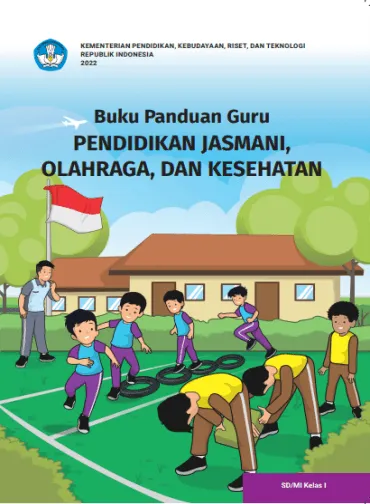 KEMENTERIAN PENDIDIKAN, KEBUDAYAAN, RISET, DAN TEKNOLOGI
REPUBLIK INDONESIA
2022
Buku Panduan Guru
PENDIDIKAN JASMANI,
OLAHRAGA, DAN KESEHATAN
SD/MI Kelas I